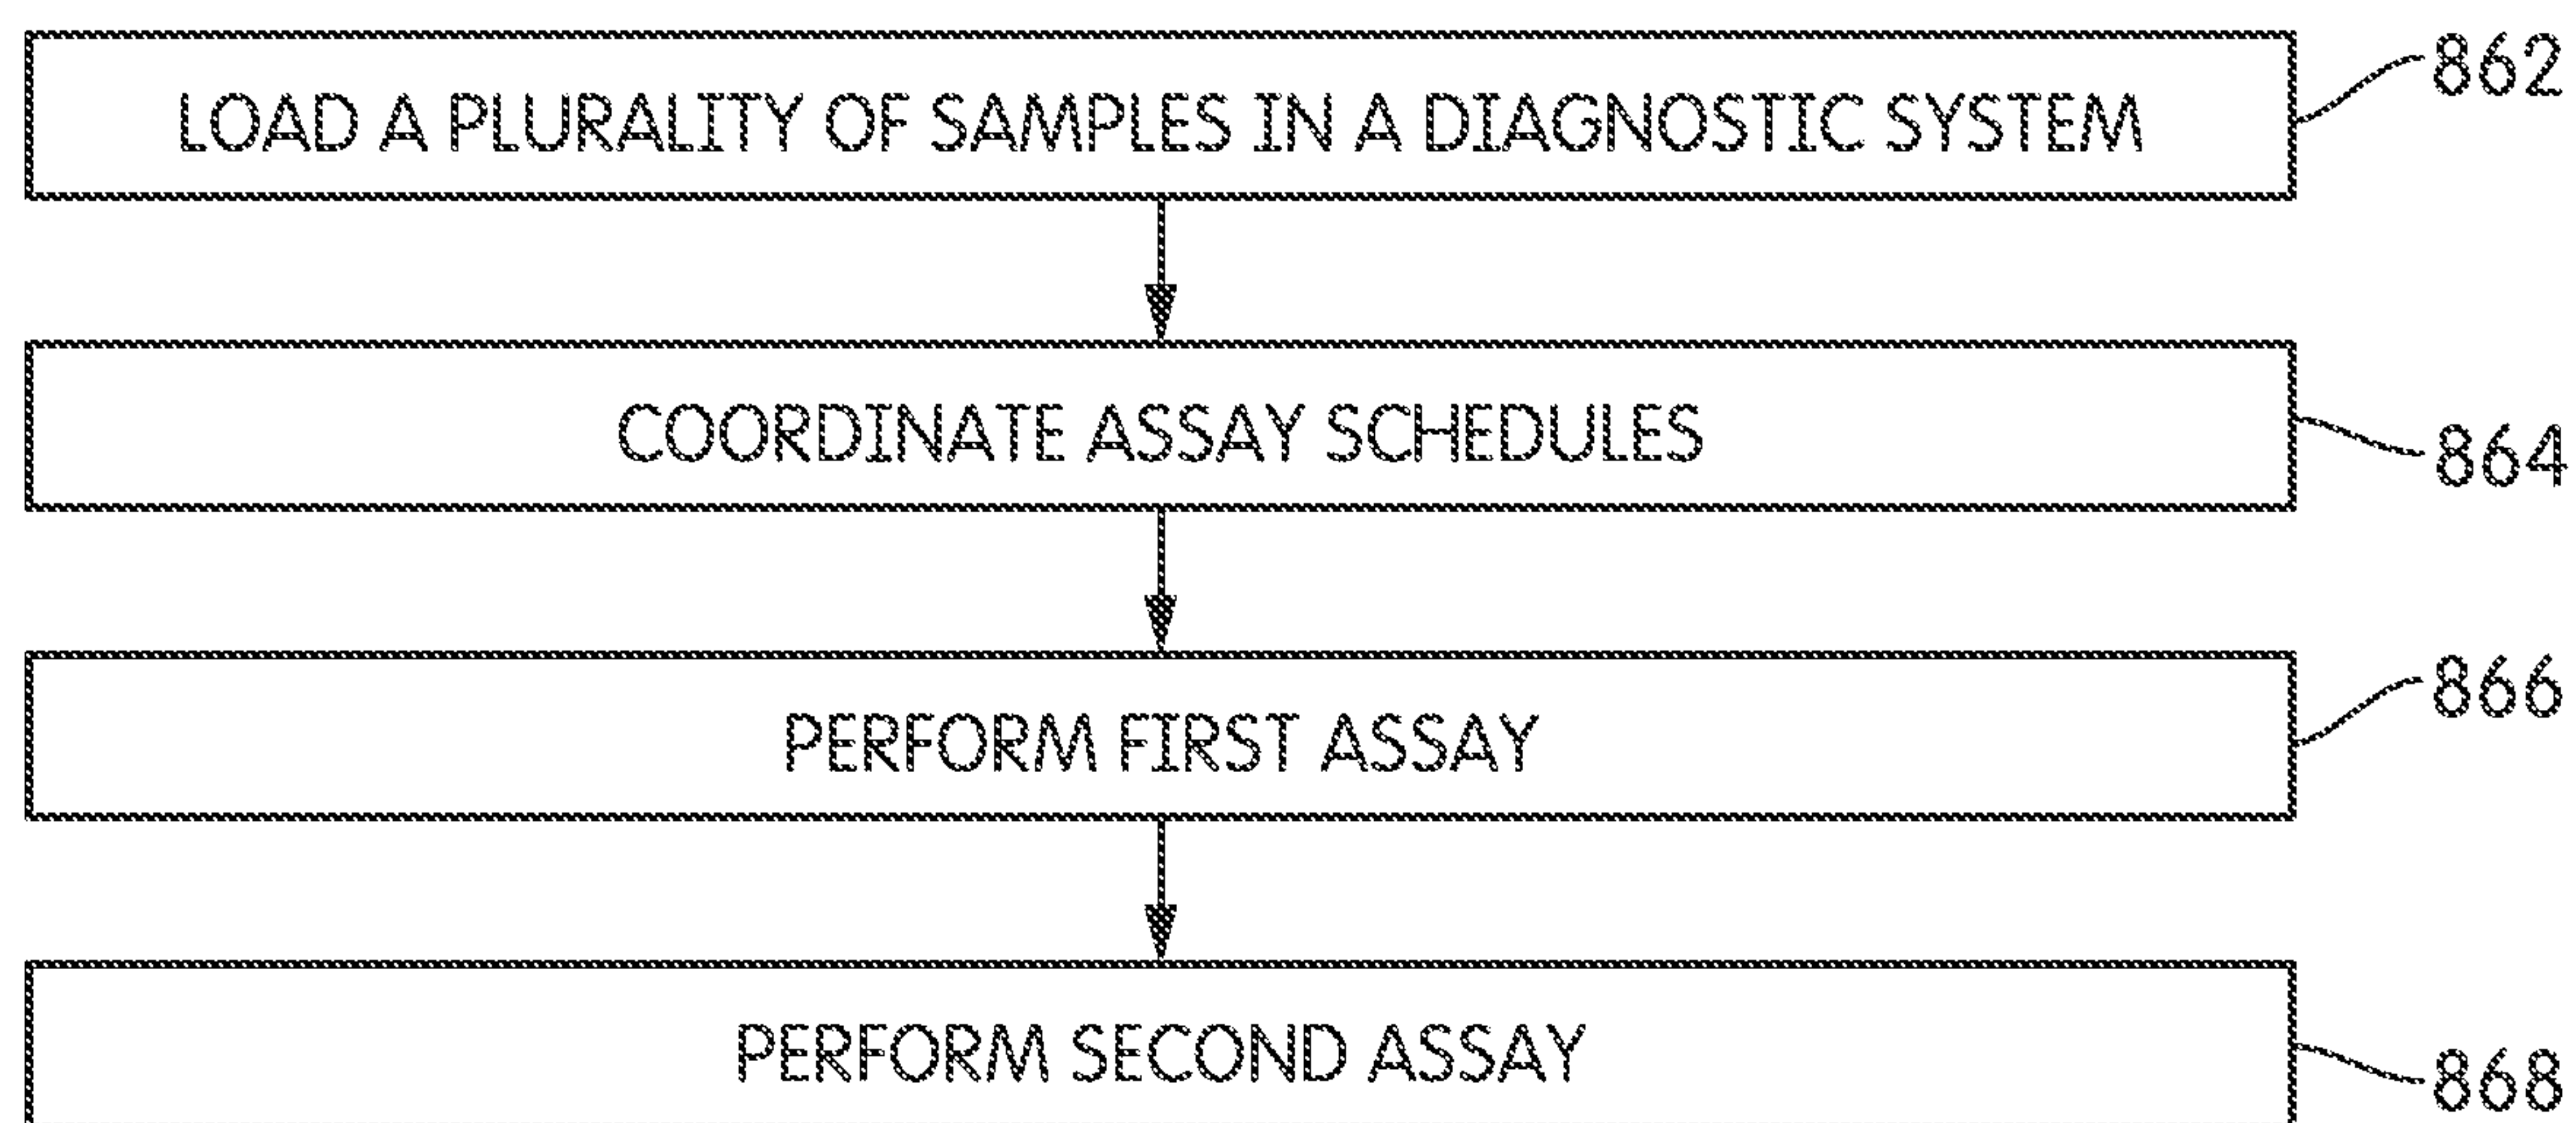 LOAD A PLURALITY OF SAMPLES IN A DIAGNOSTIC SYSTEM
862
COORDINATE ASSAY SCHEDULES
864
PERFORM FIRST ASSAY
866
PERFORM SECOND ASSAY
868